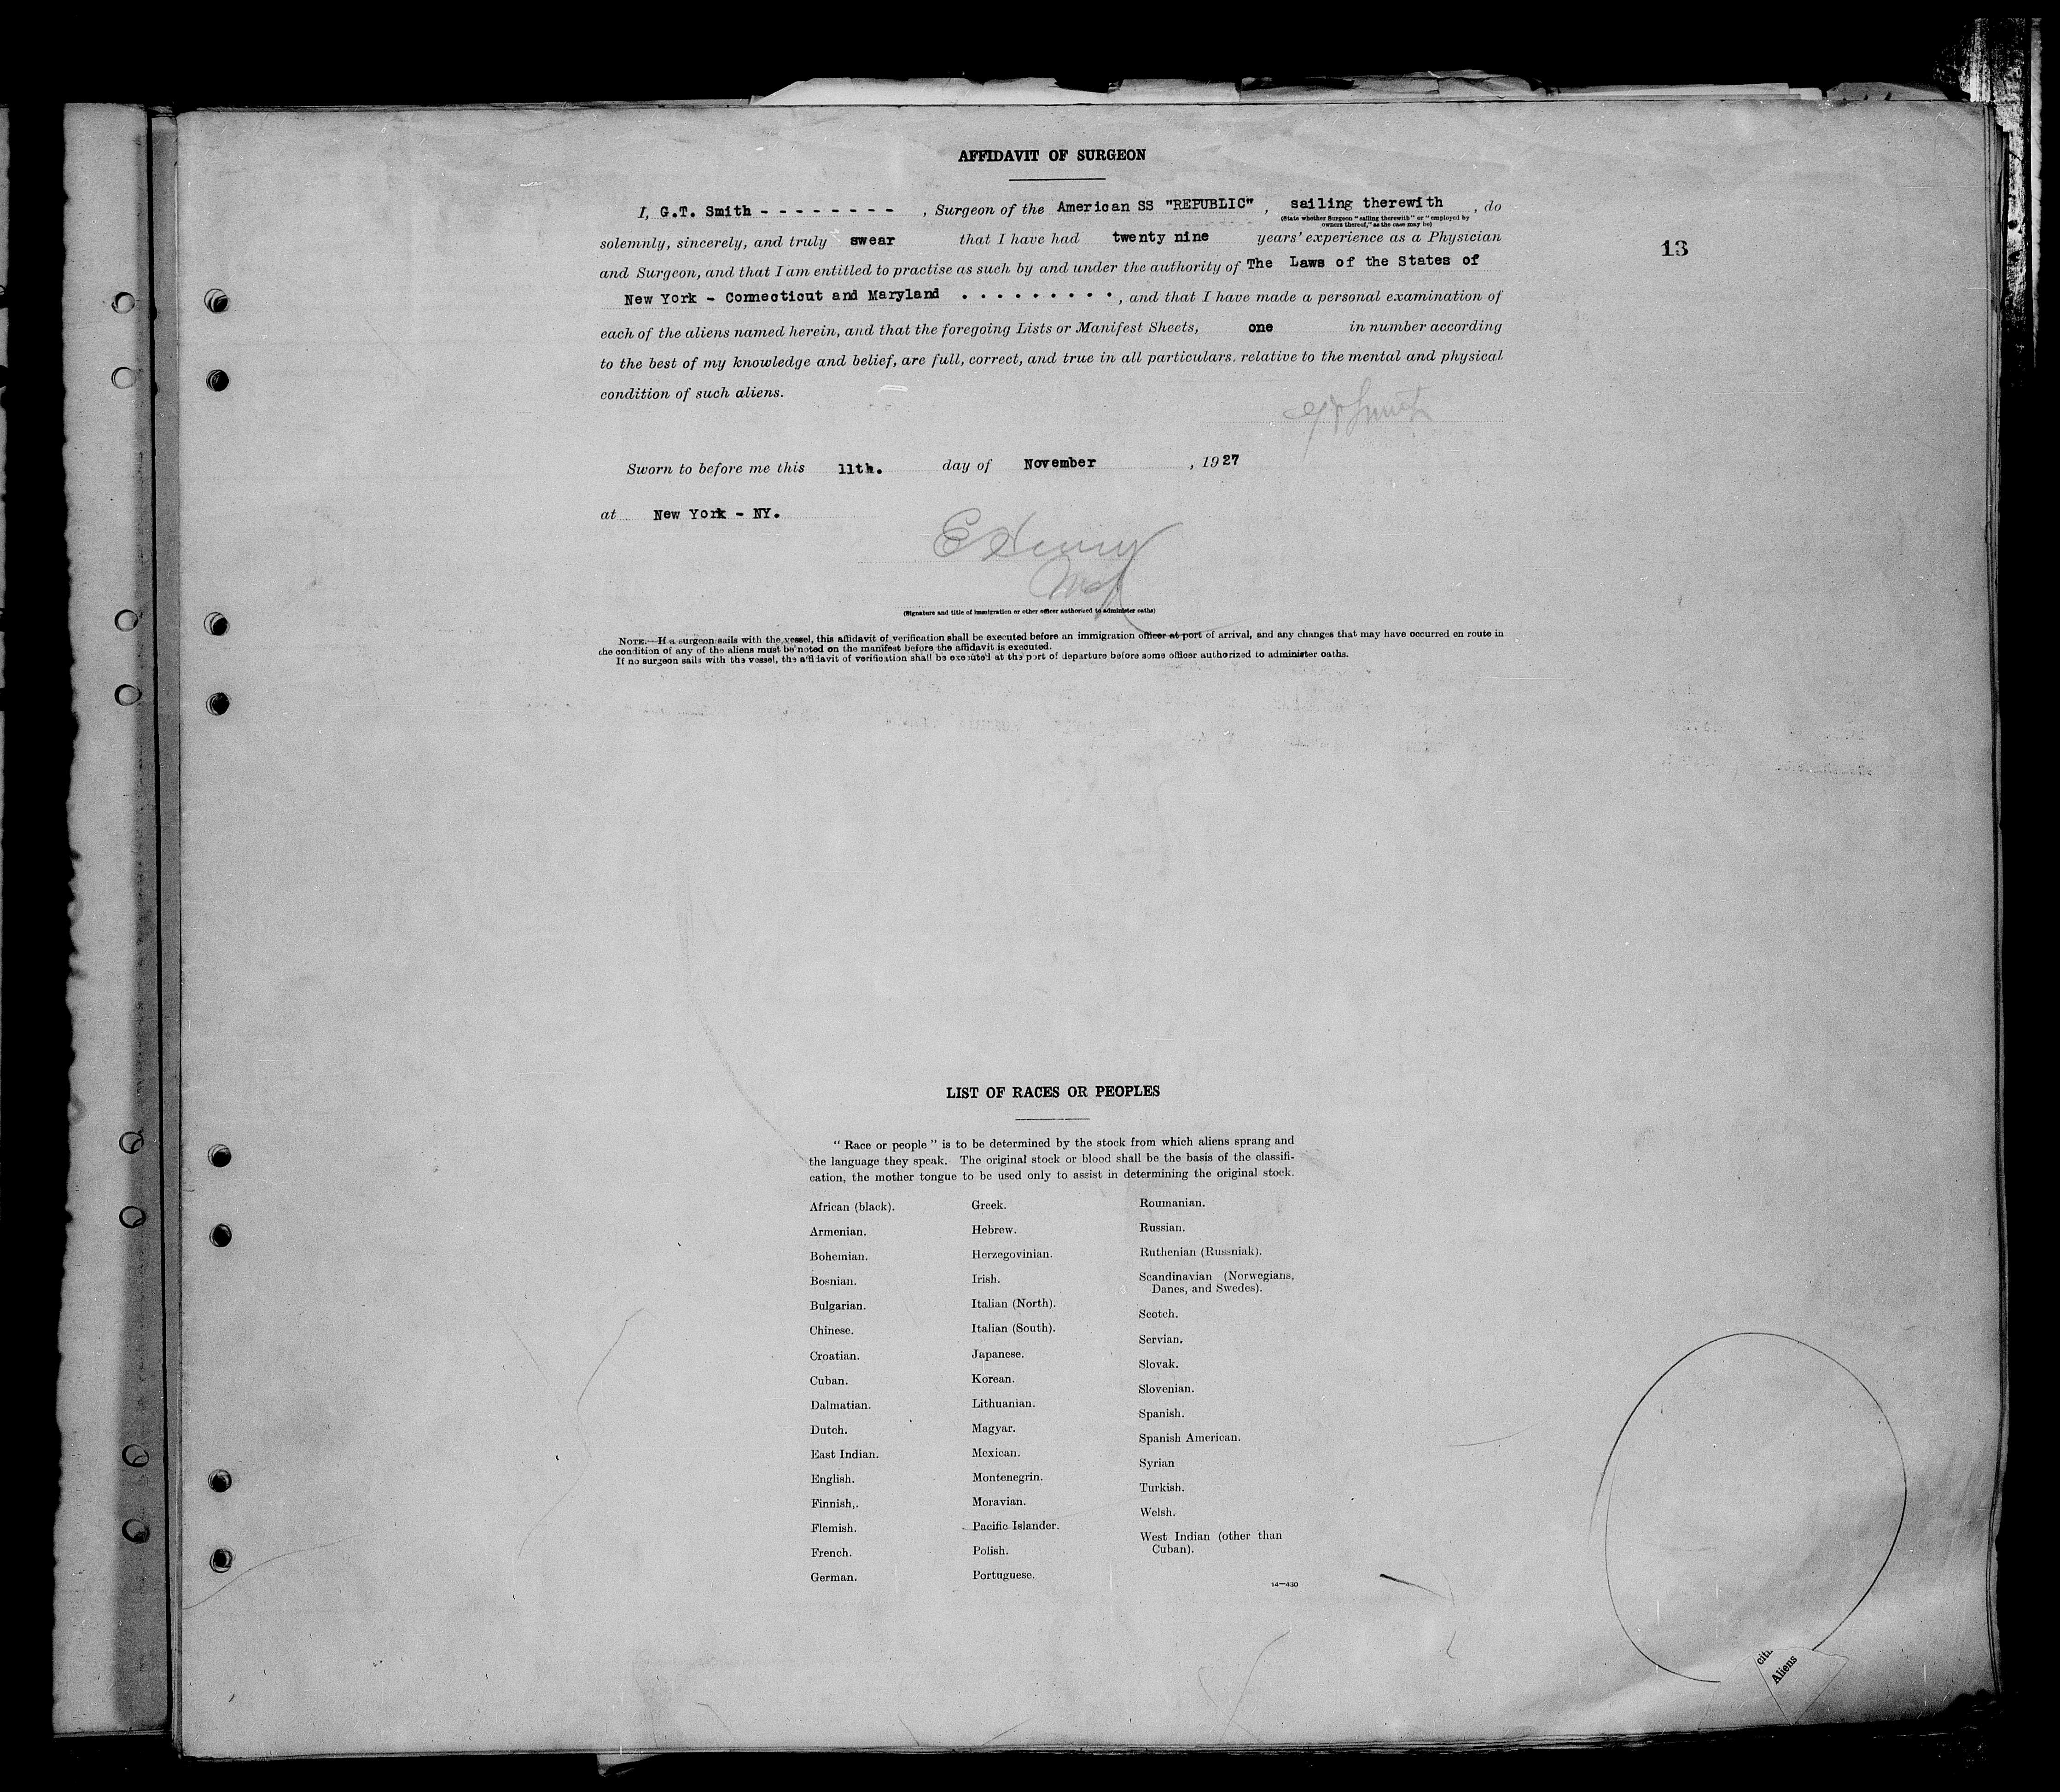 AFFIDAVIT OF SURGEON
I, G.T. Smith - - - - - - - - , Surgeon of the American SS "REPUBLIC" , sailing therewith , do
(State whether Surgeon "sailing therewith" or "employed by
owners thereof," as the case may be)
solemnly, sincerely, and truly swear that I have had twenty nine years' experience as a Physician
13
and Surgeon, and that I am entitled to practise as such by and under the authority of The Laws of the States of
New York - Connecticut and Maryland . . . . . . . . . , and that I have made a personal examination of
each of the aliens named herein, and that the foregoing Lists or Manifest Sheets, one in number according
to the best of my knowledge and belief, are full, correct, and true in all particulars, relative to the mental and physical
condition of such aliens.
G T Smith
Sworn to before me this 11th. day of November , 1927
at New York - NY.
(Signature and title of immigration or other officer authorized to administer oaths)
NOTE.—If a surgeon sails with the vessel, this affidavit of verification shall be executed before an immigration officer at port of arrival, and any changes that may have occurred en route in
the condition of any of the aliens must be noted on the manifest before the affidavit is executed.
If no surgeon sails with the vessel, the affidavit of verification shall be executed at the port of departure before some officer authorized to administer oaths.
LIST OF RACES OR PEOPLES
"Race or people" is to be determined by the stock from which aliens sprang and
the language they speak. The original stock or blood shall be the basis of the classifi-
cation, the mother tongue to be used only to assist in determining the original stock.
African (black).
Armenian.
Bohemian.
Bosnian.
Bulgarian.
Chinese.
Croatian.
Cuban.
Dalmatian.
Dutch.
East Indian.
English.
Finnish,.
Flemish.
French.
German.
Greek.
Hebrew.
Herzegovinian.
Irish.
Italian (North).
Italian (South).
Japanese.
Korean.
Lithuanian.
Magyar.
Mexican.
Montenegrin.
Moravian.
Pacific Islander.
Polish.
Portuguese.
Roumanian.
Russian.
Ruthenian (Russniak).
Scandinavian (Norwegians,
Danes, and Swedes).
Scotch.
Servian.
Slovak.
Slovenian.
Spanish.
Spanish American.
Syrian
Turkish.
Welsh.
West Indian (other than
Cuban).
14—430
Aliens